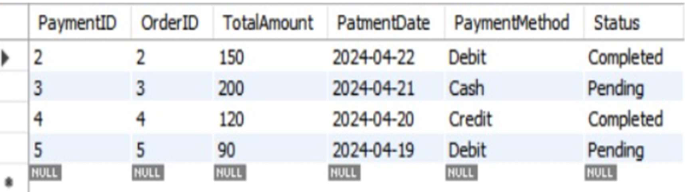 PaymentID OrderID TotalAmount PatmentDate PaymentMethod Status
2 2 150 2024-04-22 Debit Completed
3 3 200 2024-04-21 Cash Pending
4 4 120 2024-04-20 Credit Completed
5 5 90 2024-04-19 Debit Pending
NULL NULL NULL NULL NULL NULL